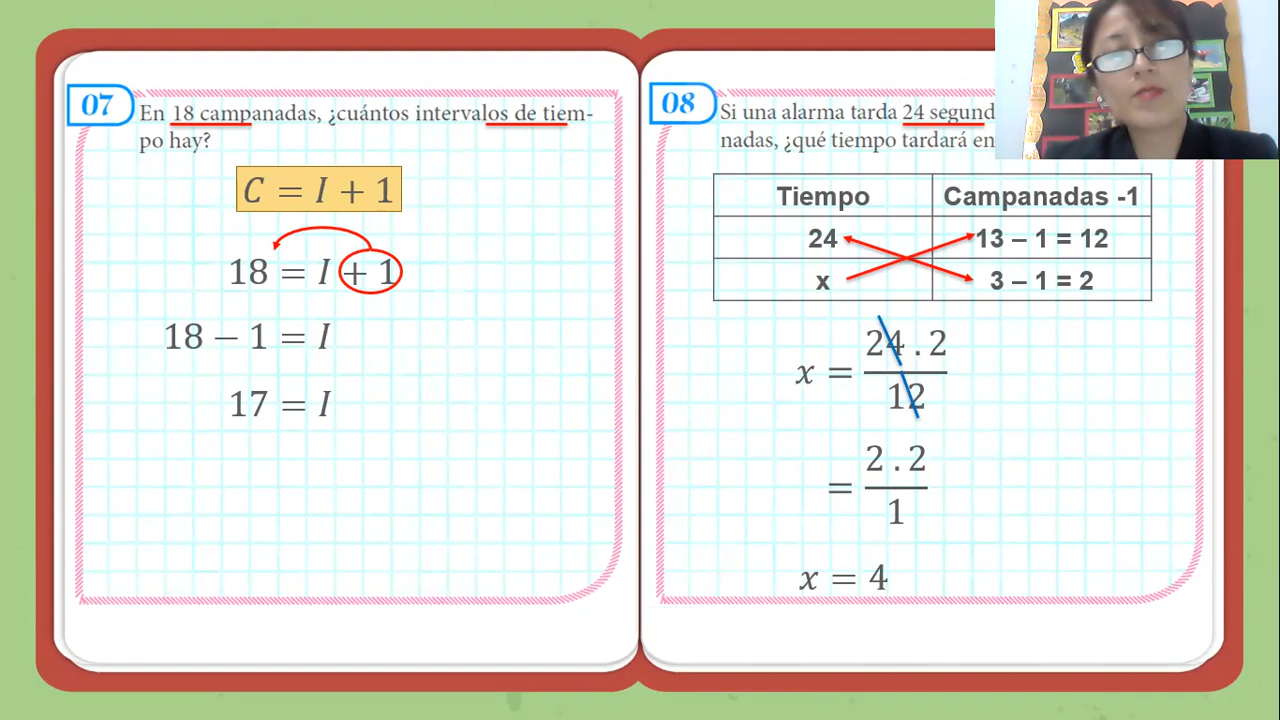 07
En 18 campanadas, ¿cuántos intervalos de tiem-
po hay?
C = I + 1
18 = I + 1
18 − 1 = I
17 = I
08
Si una alarma tarda 24 segund
nadas, ¿qué tiempo tardará en
Tiempo Campanadas -1
24 13 – 1 = 12
x 3 – 1 = 2
x = 24 . 2 / 12
= 2 . 2 / 1
x = 4